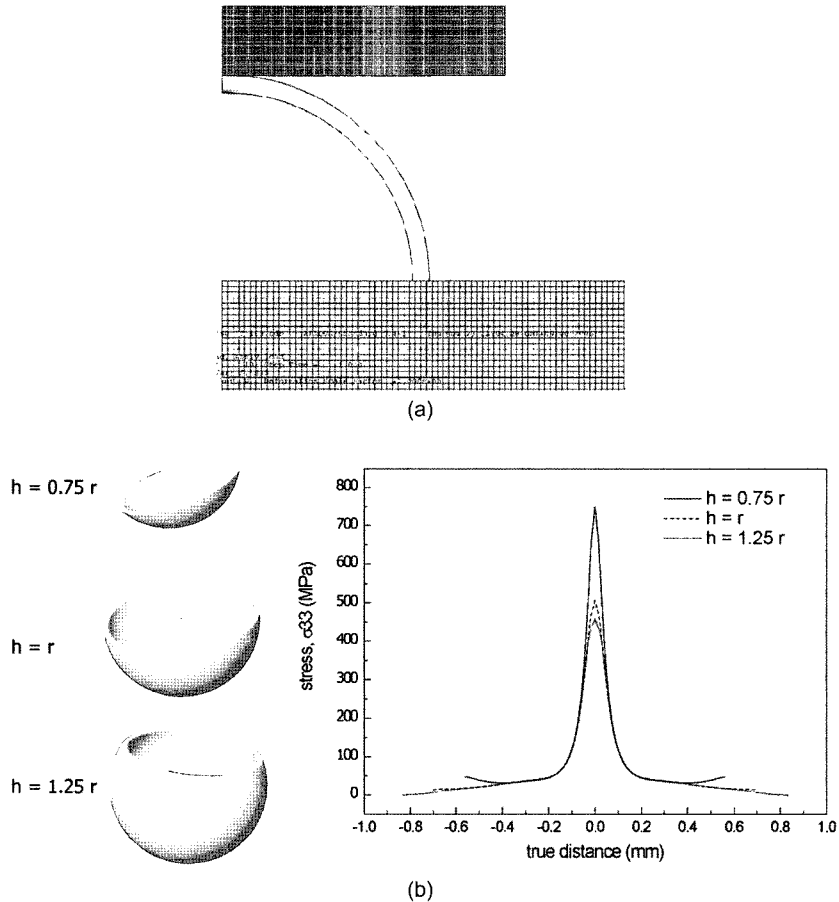 (a)
h = 0.75 r
h = r
h = 1.25 r
stress, σ33 (MPa)
800
700
600
500
400
300
200
100
0
h = 0.75 r
h = r
h = 1.25 r
-1.0
-0.8
-0.6
-0.4
-0.2
0.0
0.2
0.4
0.6
0.8
1.0
true distance (mm)
(b)